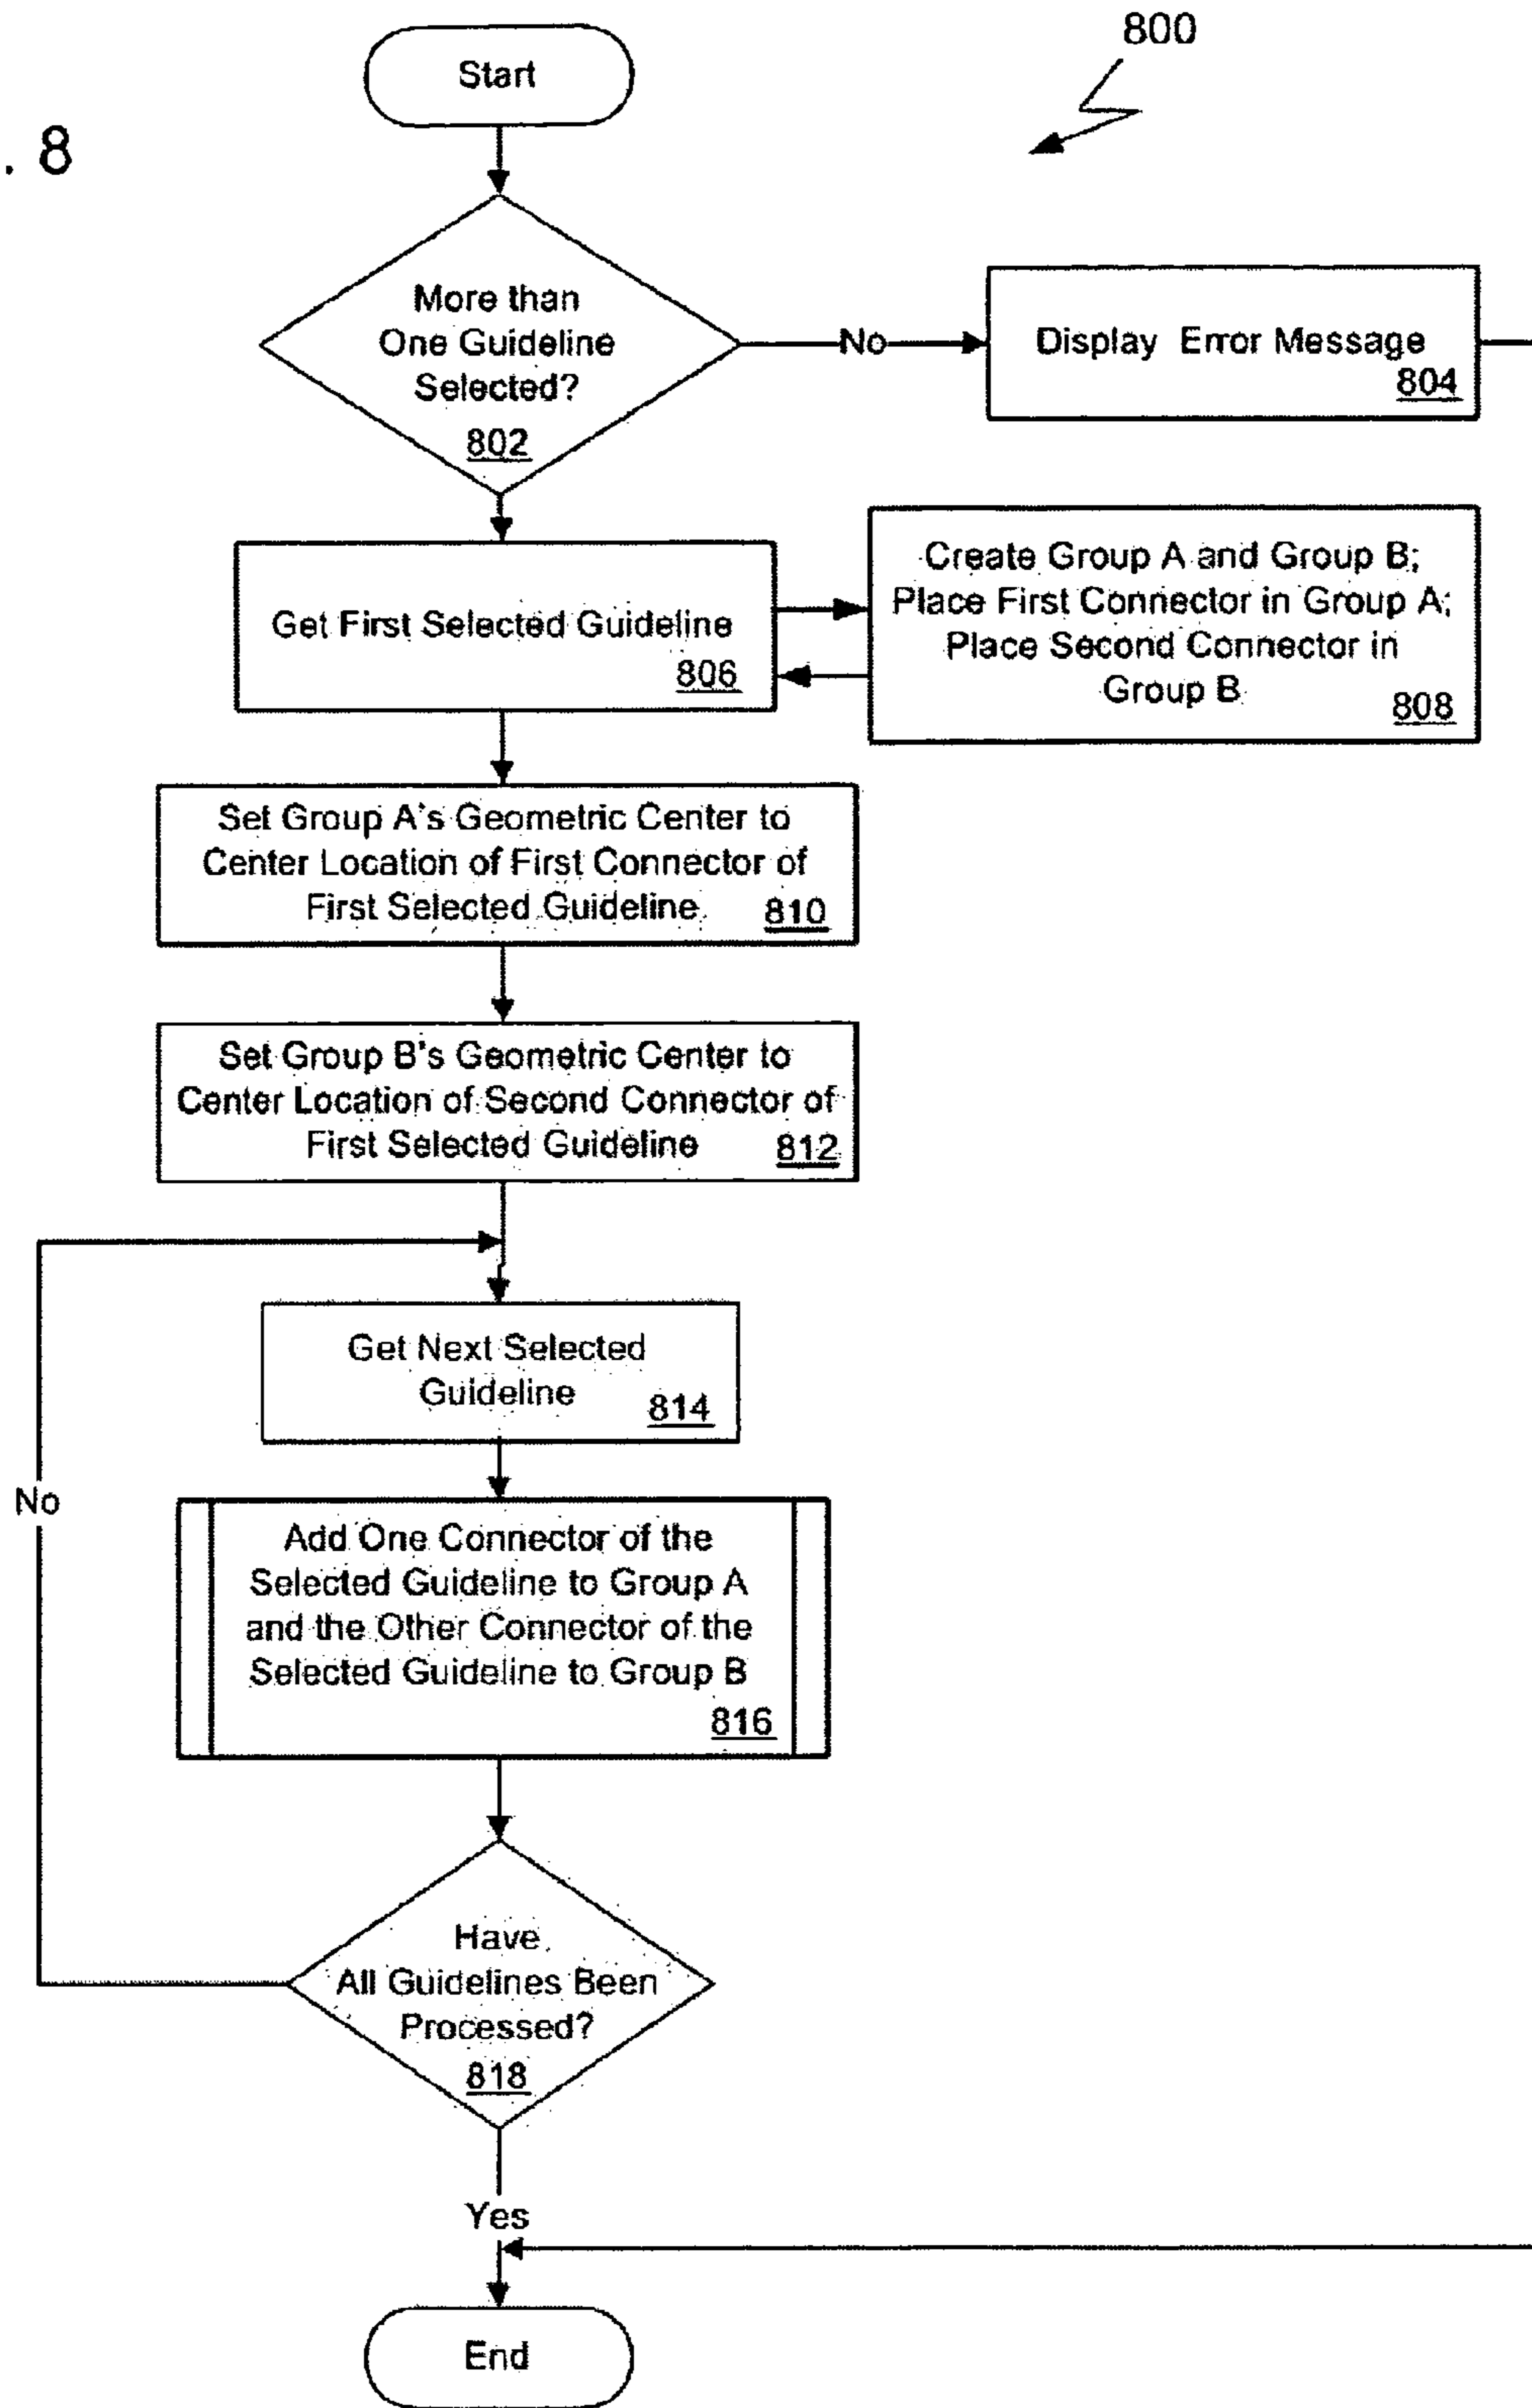 800
. 8
Start
More than
One Guideline
Selected?
802
No
Display Error Message
804
Get First Selected Guideline
806
Create Group A and Group B;
Place First Connector in Group A;
Place Second Connector in
Group B
808
Set Group A's Geometric Center to
Center Location of First Connector of
First Selected Guideline
810
Set Group B's Geometric Center to
Center Location of Second Connector of
First Selected Guideline
812
Get Next Selected
Guideline
814
No
Add One Connector of the
Selected Guideline to Group A
and the Other Connector of the
Selected Guideline to Group B
816
Have
All Guidelines Been
Processed?
818
Yes
End